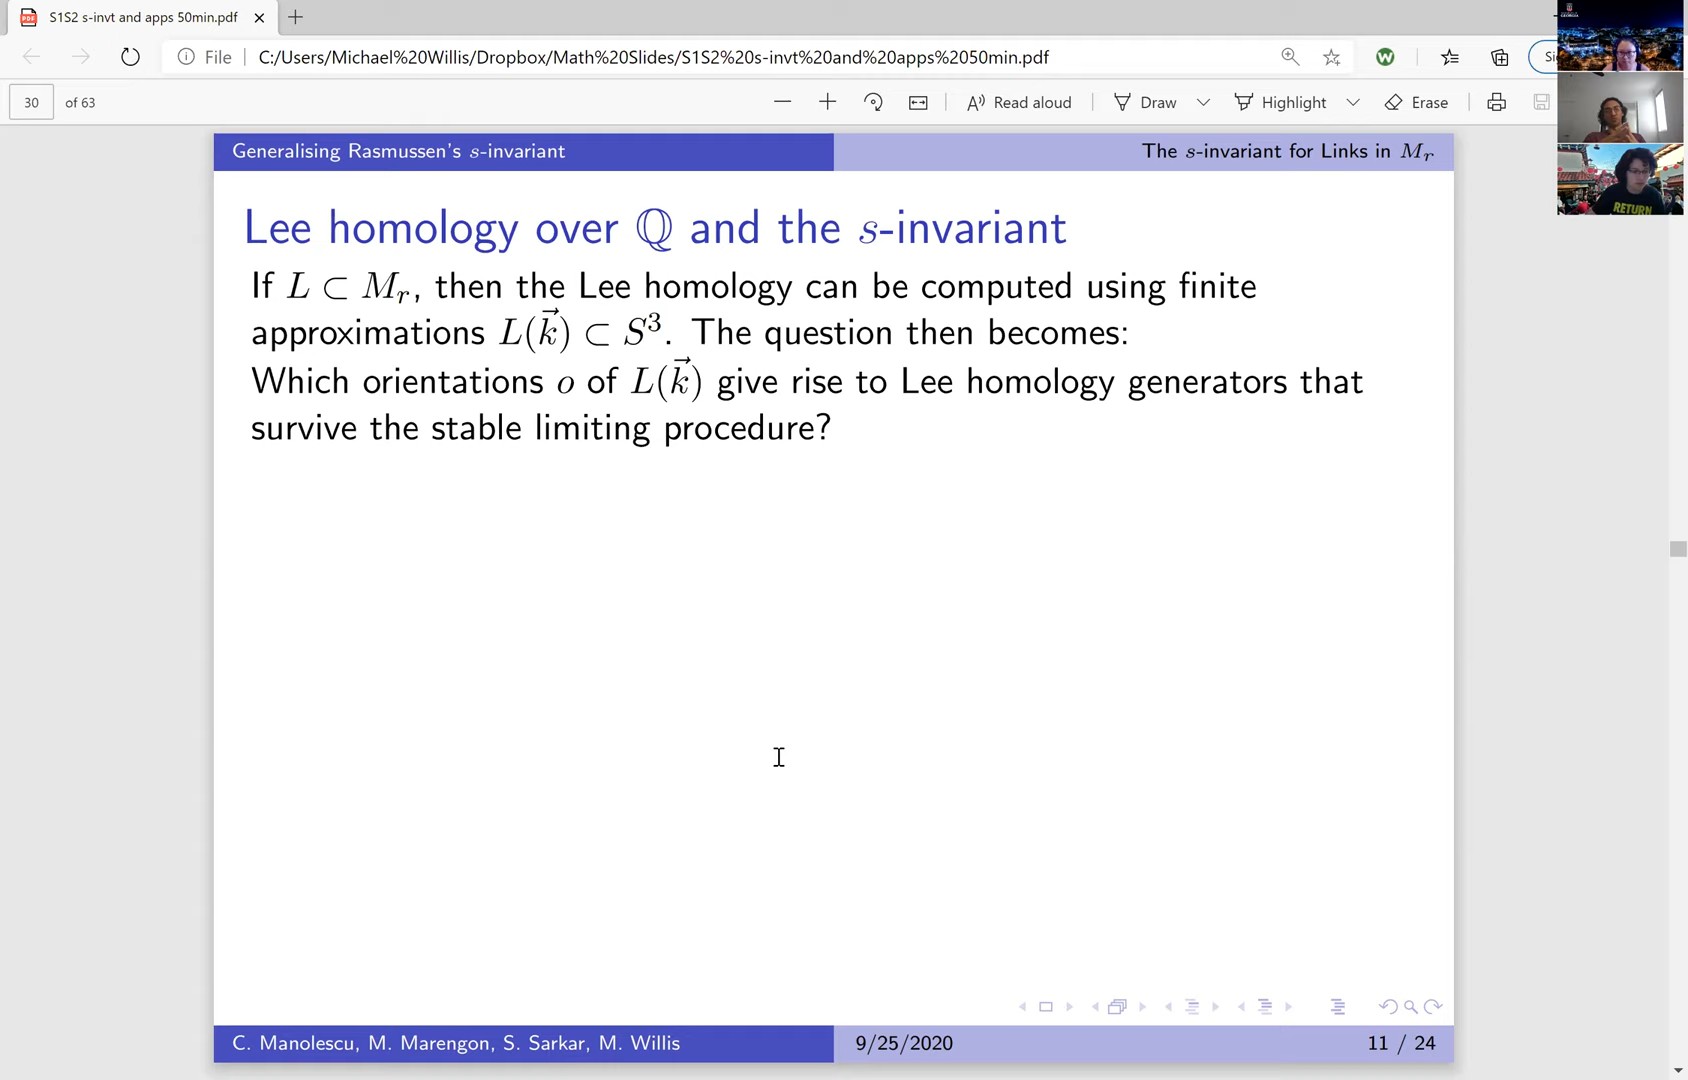 S1S2 s-invt and apps 50min.pdf
File
C:/Users/Michael%20Willis/Dropbox/Math%20Slides/S1S2%20s-invt%20and%20apps%2050min.pdf
30 of 63
Read aloud
Draw
Highlight
Erase
GEORGIA
RETURN
Generalising Rasmussen's s-invariant
The s-invariant for Links in M_r
Lee homology over ℚ and the s-invariant
If L ⊂ M_r, then the Lee homology can be computed using finite
approximations L(k⃗) ⊂ S³. The question then becomes:
Which orientations o of L(k⃗) give rise to Lee homology generators that
survive the stable limiting procedure?
C. Manolescu, M. Marengon, S. Sarkar, M. Willis
9/25/2020
11 / 24